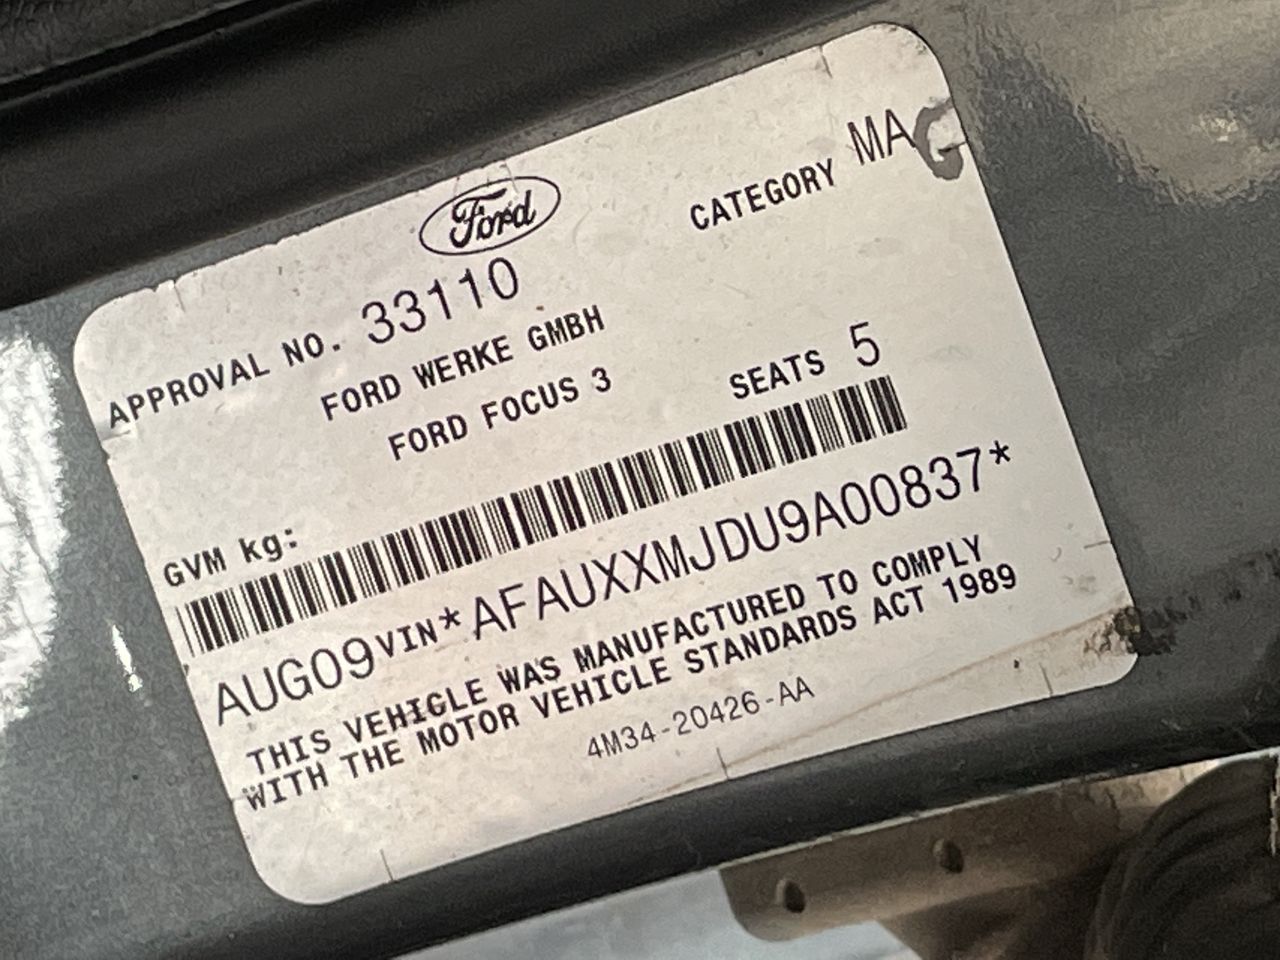 Ford
CATEGORY MA
APPROVAL NO. 33110
FORD WERKE GMBH
FORD FOCUS 3
SEATS 5
GVM kg:
AUG09 VIN*AFAUXXMJDU9A00837*
THIS VEHICLE WAS MANUFACTURED TO COMPLY
WITH THE MOTOR VEHICLE STANDARDS ACT 1989
4M34-20426-AA